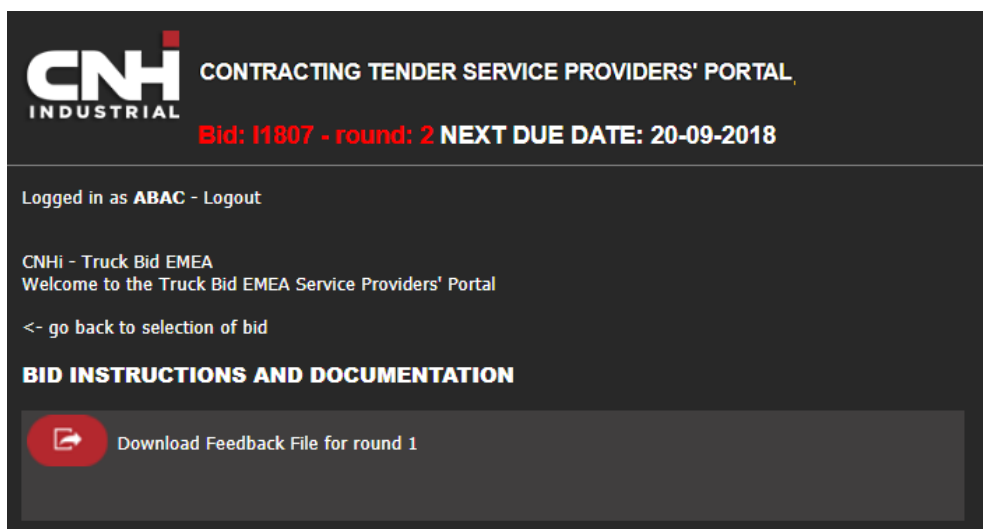 CNHi
INDUSTRIAL
CONTRACTING TENDER SERVICE PROVIDERS' PORTAL,
Bid: I1807 - round: 2 NEXT DUE DATE: 20-09-2018
Logged in as ABAC - Logout
CNHi - Truck Bid EMEA
Welcome to the Truck Bid EMEA Service Providers' Portal
<- go back to selection of bid
BID INSTRUCTIONS AND DOCUMENTATION
Download Feedback File for round 1